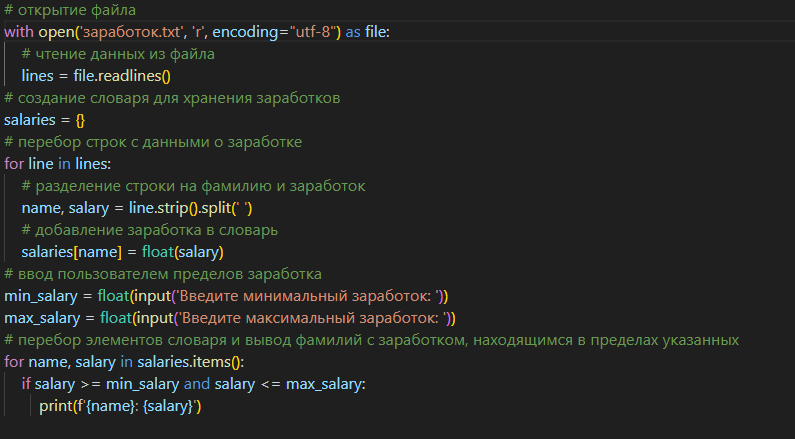 # открытие файла
with open('заработок.txt', 'r', encoding="utf-8") as file:
# чтение данных из файла
lines = file.readlines()
# создание словаря для хранения заработков
salaries = {}
# перебор строк с данными о заработке
for line in lines:
# разделение строки на фамилию и заработок
name, salary = line.strip().split(' ')
# добавление заработка в словарь
salaries[name] = float(salary)
# ввод пользователем пределов заработка
min_salary = float(input('Введите минимальный заработок: '))
max_salary = float(input('Введите максимальный заработок: '))
# перебор элементов словаря и вывод фамилий с заработком, находящимся в пределах указанных
for name, salary in salaries.items():
if salary >= min_salary and salary <= max_salary:
print(f'{name}: {salary}')